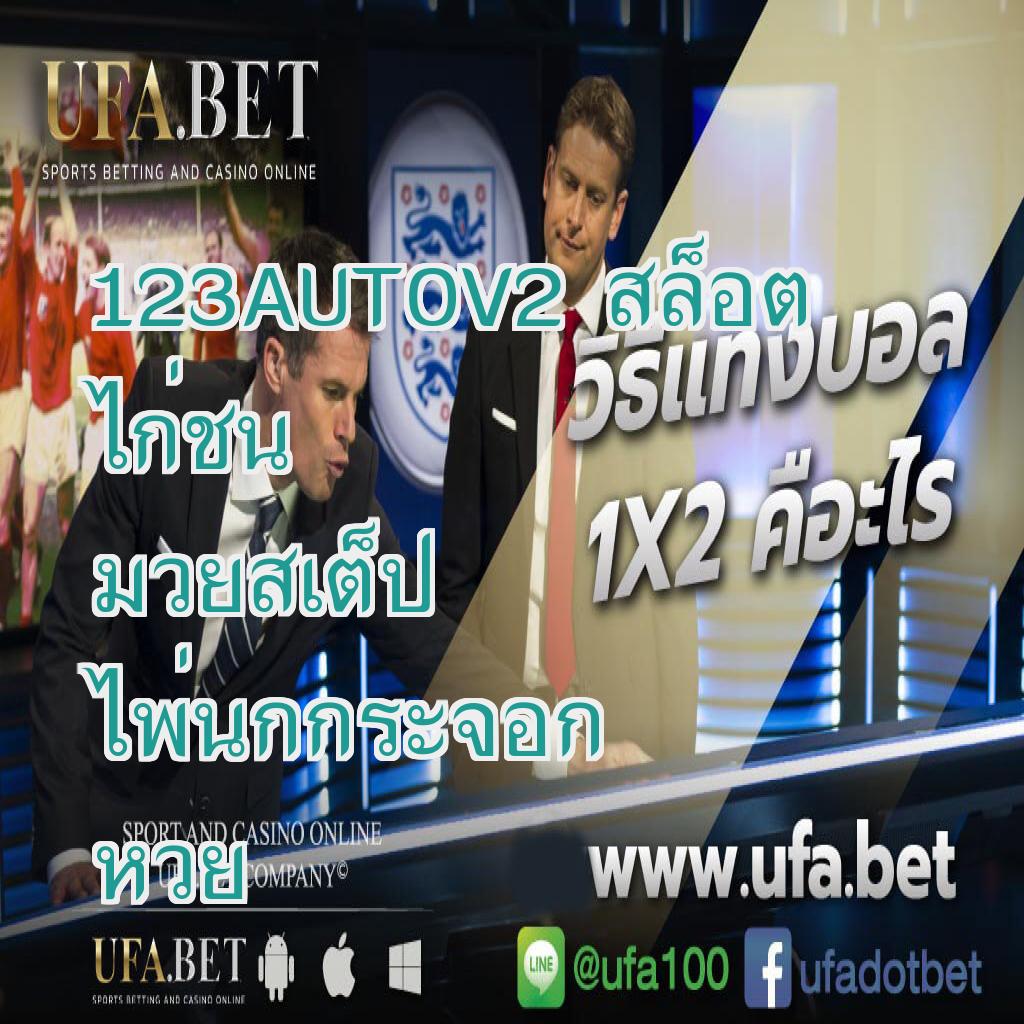 UFA.BET
SPORTS BETTING AND CASINO ONLINE
123AUTOV2 สล็อต
ไก่ชน
มวยสเต็ป
ไพ่นกกระจอก
หวย
วิธีแทงบอล
1X2 คืออะไร
SPORT AND CASINO ONLINE
COMPANY©
www.ufa.bet
UFA.BET
SPORTS BETTING AND CASINO ONLINE
LINE
@ufa100
f ufadotbet